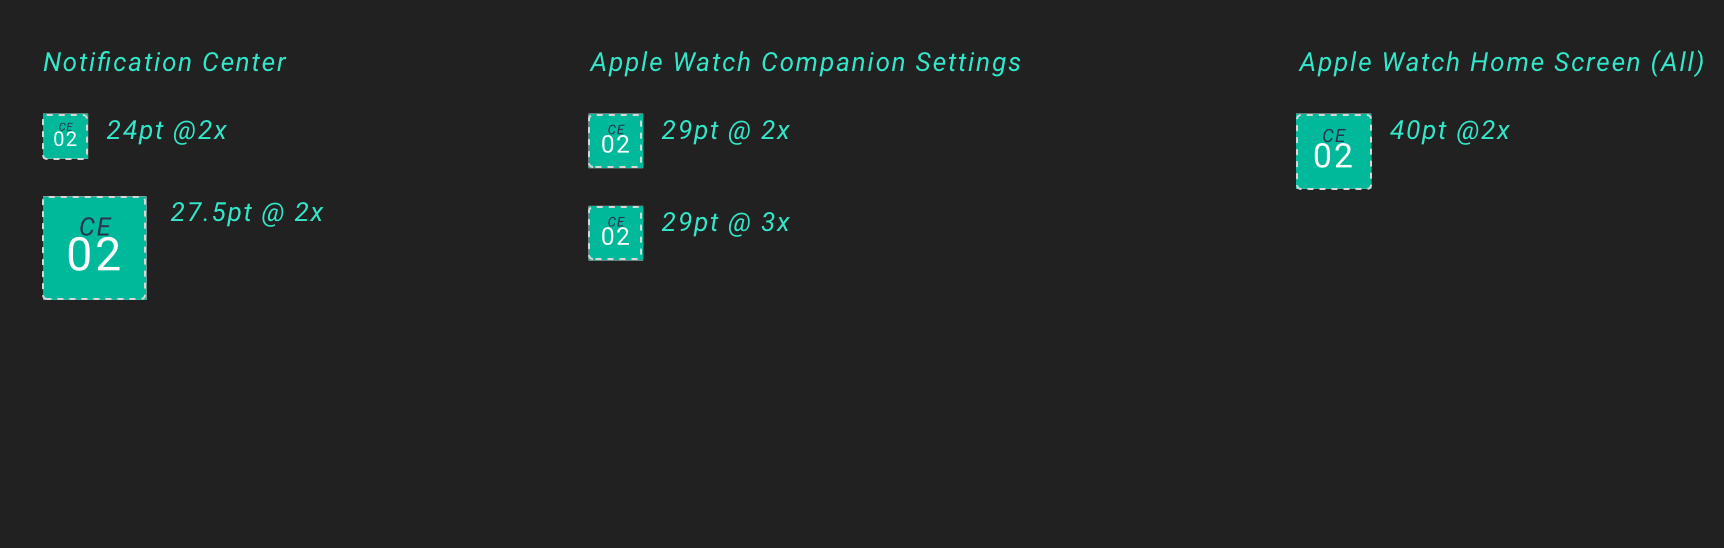 Notification Center
CE
02
24pt @2x
CE
02
27.5pt @ 2x
Apple Watch Companion Settings
CE
02
29pt @ 2x
CE
02
29pt @ 3x
Apple Watch Home Screen (All)
CE
02
40pt @2x